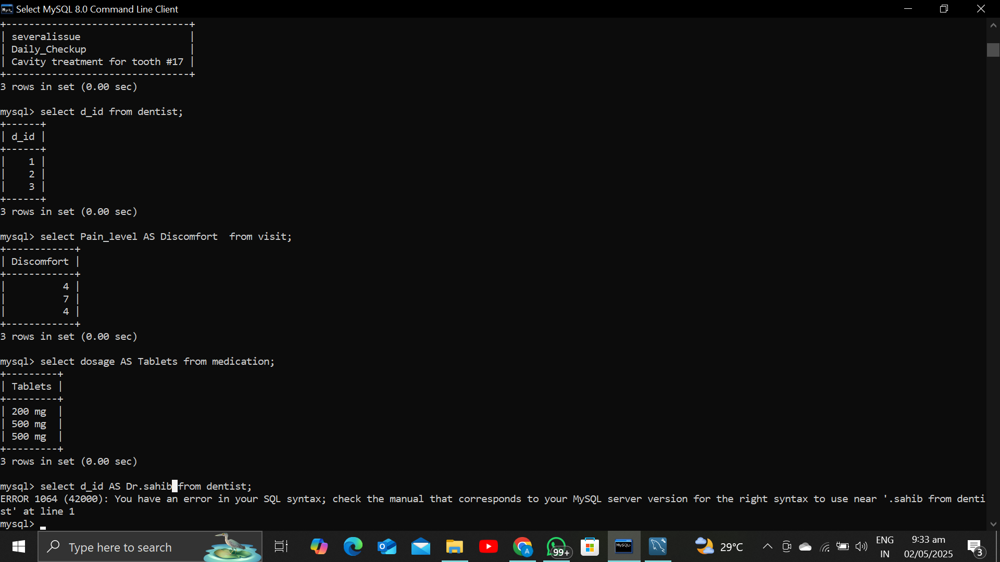 Select MySQL 8.0 Command Line Client
+--------------------------------+
| severalissue                   |
| Daily_Checkup                  |
| Cavity treatment for tooth #17 |
+--------------------------------+
3 rows in set (0.00 sec)
mysql> select d_id from dentist;
+------+
| d_id |
+------+
|    1 |
|    2 |
|    3 |
+------+
3 rows in set (0.00 sec)
mysql> select Pain_level AS Discomfort  from visit;
+------------+
| Discomfort |
+------------+
|          4 |
|          7 |
|          4 |
+------------+
3 rows in set (0.00 sec)
mysql> select dosage AS Tablets from medication;
+---------+
| Tablets |
+---------+
| 200 mg  |
| 500 mg  |
| 500 mg  |
+---------+
3 rows in set (0.00 sec)
mysql> select d_id AS Dr.sahib from dentist;
ERROR 1064 (42000): You have an error in your SQL syntax; check the manual that corresponds to your MySQL server version for the right syntax to use near '.sahib from denti
st' at line 1
mysql>
Type here to search
99+
MySQL>
29°C
ENG
IN
9:33 am
02/05/2025
3